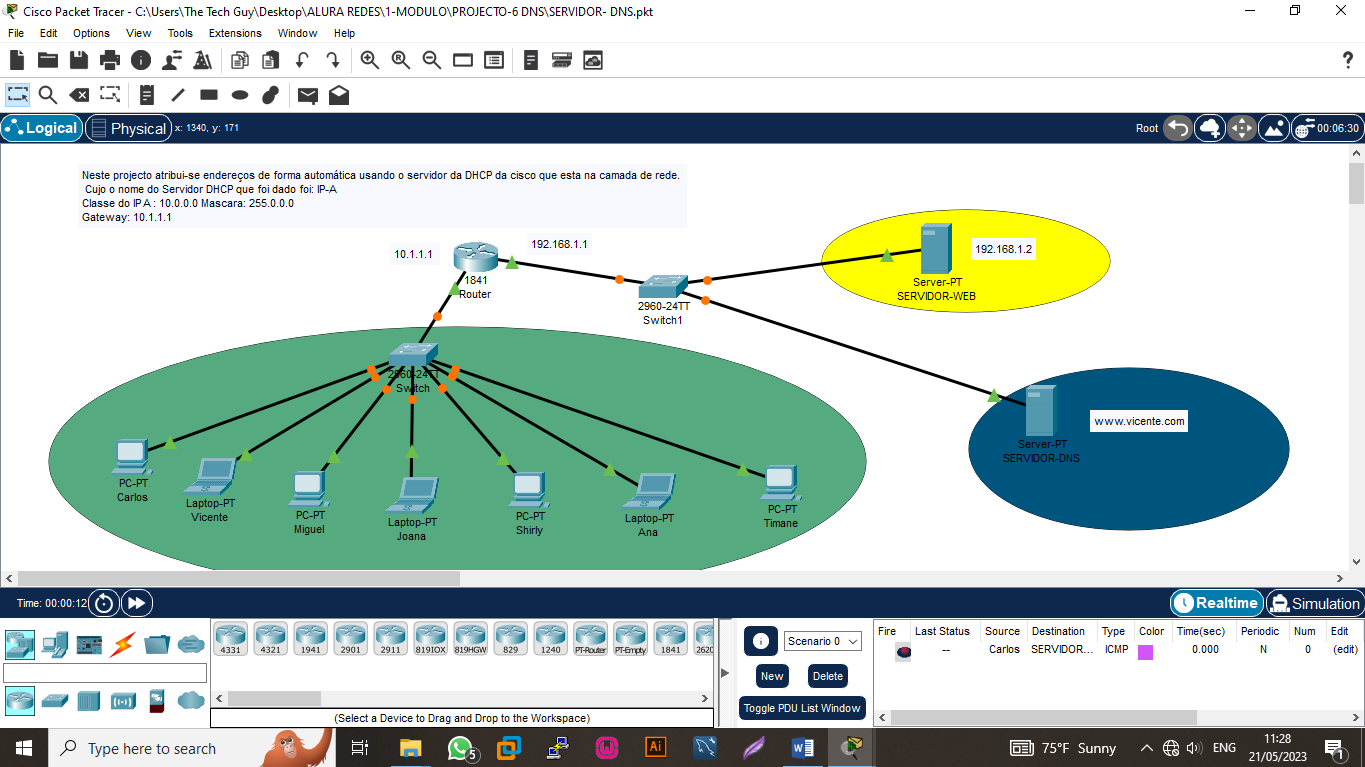 Cisco Packet Tracer - C:\Users\The Tech Guy\Desktop\ALURA REDES\1-MODULO\PROJECTO-6 DNS\SERVIDOR- DNS.pkt
File Edit Options View Tools Extensions Window Help
Logical Physical x: 1340, y: 171 Root 00:06:30
Neste projecto atribui-se endereços de forma automática usando o servidor da DHCP da cisco que esta na camada de rede.
Cujo o nome do Servidor DHCP que foi dado foi: IP-A
Classe do IP A : 10.0.0.0 Mascara: 255.0.0.0
Gateway: 10.1.1.1
10.1.1.1
192.168.1.1
1841
Router
2960-24TT
Switch1
192.168.1.2
Server-PT
SERVIDOR-WEB
2960-24TT
Switch
www.vicente.com
Server-PT
SERVIDOR-DNS
PC-PT
Carlos
Laptop-PT
Vicente
PC-PT
Miguel
Laptop-PT
Joana
PC-PT
Shirly
Laptop-PT
Ana
PC-PT
Timane
Time: 00:00:12 Realtime Simulation
4331 4321 1941 2901 2911 819IOX 819HGW 829 1240 PT-Router PT-Empty 1841 2620
(Select a Device to Drag and Drop to the Workspace)
Scenario 0
New Delete
Toggle PDU List Window
Fire Last Status Source Destination Type Color Time(sec) Periodic Num Edit
-- Carlos SERVIDOR... ICMP 0.000 N 0 (edit)
Type here to search
5
Ai
75°F Sunny
ENG
11:28
21/05/2023
1